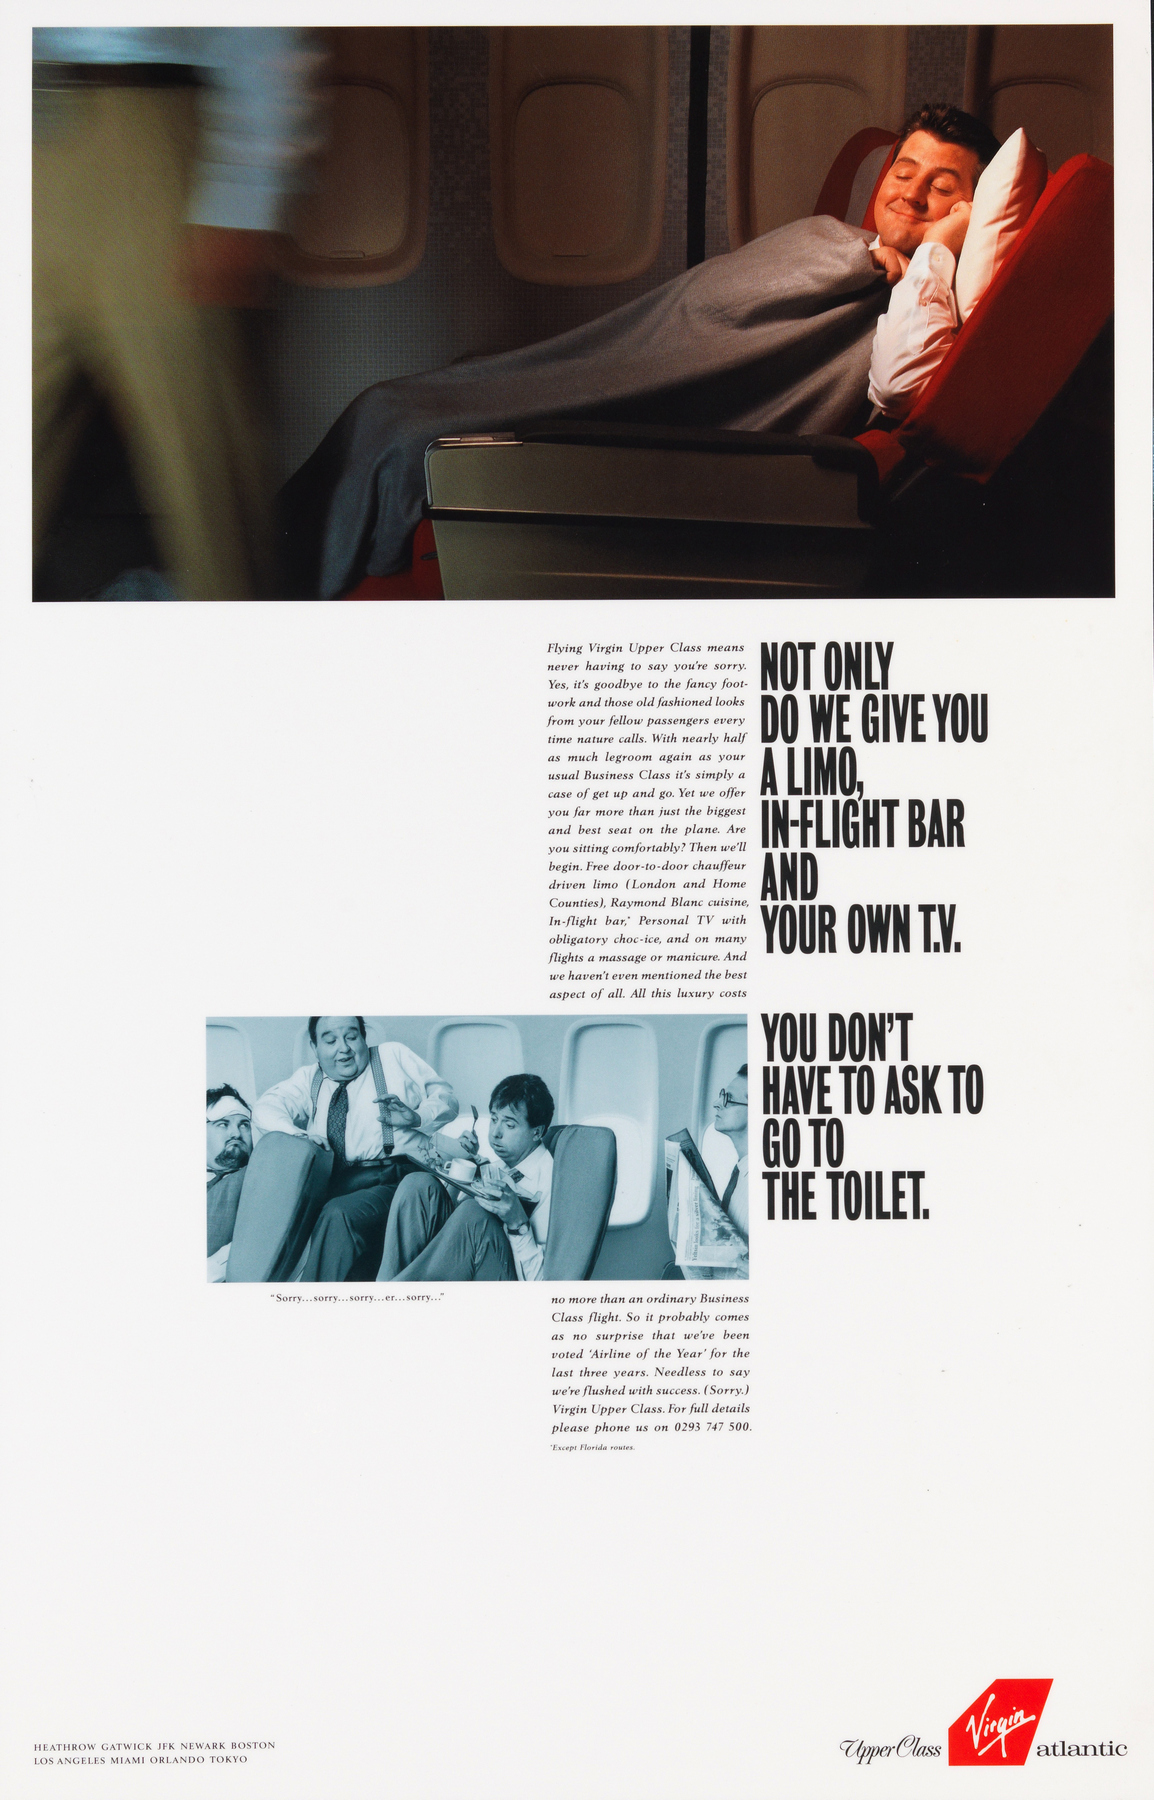 NOT ONLY
DO WE GIVE YOU
A LIMO,
IN-FLIGHT BAR
AND
YOUR OWN T.V.
YOU DON'T
HAVE TO ASK TO
GO TO
THE TOILET.
Flying Virgin Upper Class means
never having to say you're sorry.
Yes, it's goodbye to the fancy foot-
work and those old fashioned looks
from your fellow passengers every
time nature calls. With nearly half
as much legroom again as your
usual Business Class it's simply a
case of get up and go. Yet we offer
you far more than just the biggest
and best seat on the plane. Are
you sitting comfortably? Then we'll
begin. Free door-to-door chauffeur
driven limo (London and Home
Counties), Raymond Blanc cuisine,
In-flight bar,* Personal TV with
obligatory choc-ice, and on many
flights a massage or manicure. And
we haven't even mentioned the best
aspect of all. All this luxury costs
"Sorry...sorry...sorry...er...sorry..."
no more than an ordinary Business
Class flight. So it probably comes
as no surprise that we've been
voted 'Airline of the Year' for the
last three years. Needless to say
we're flushed with success. (Sorry.)
Virgin Upper Class. For full details
please phone us on 0293 747 500.
*Except Florida routes.
HEATHROW GATWICK JFK NEWARK BOSTON
LOS ANGELES MIAMI ORLANDO TOKYO
Upper Class Virgin atlantic